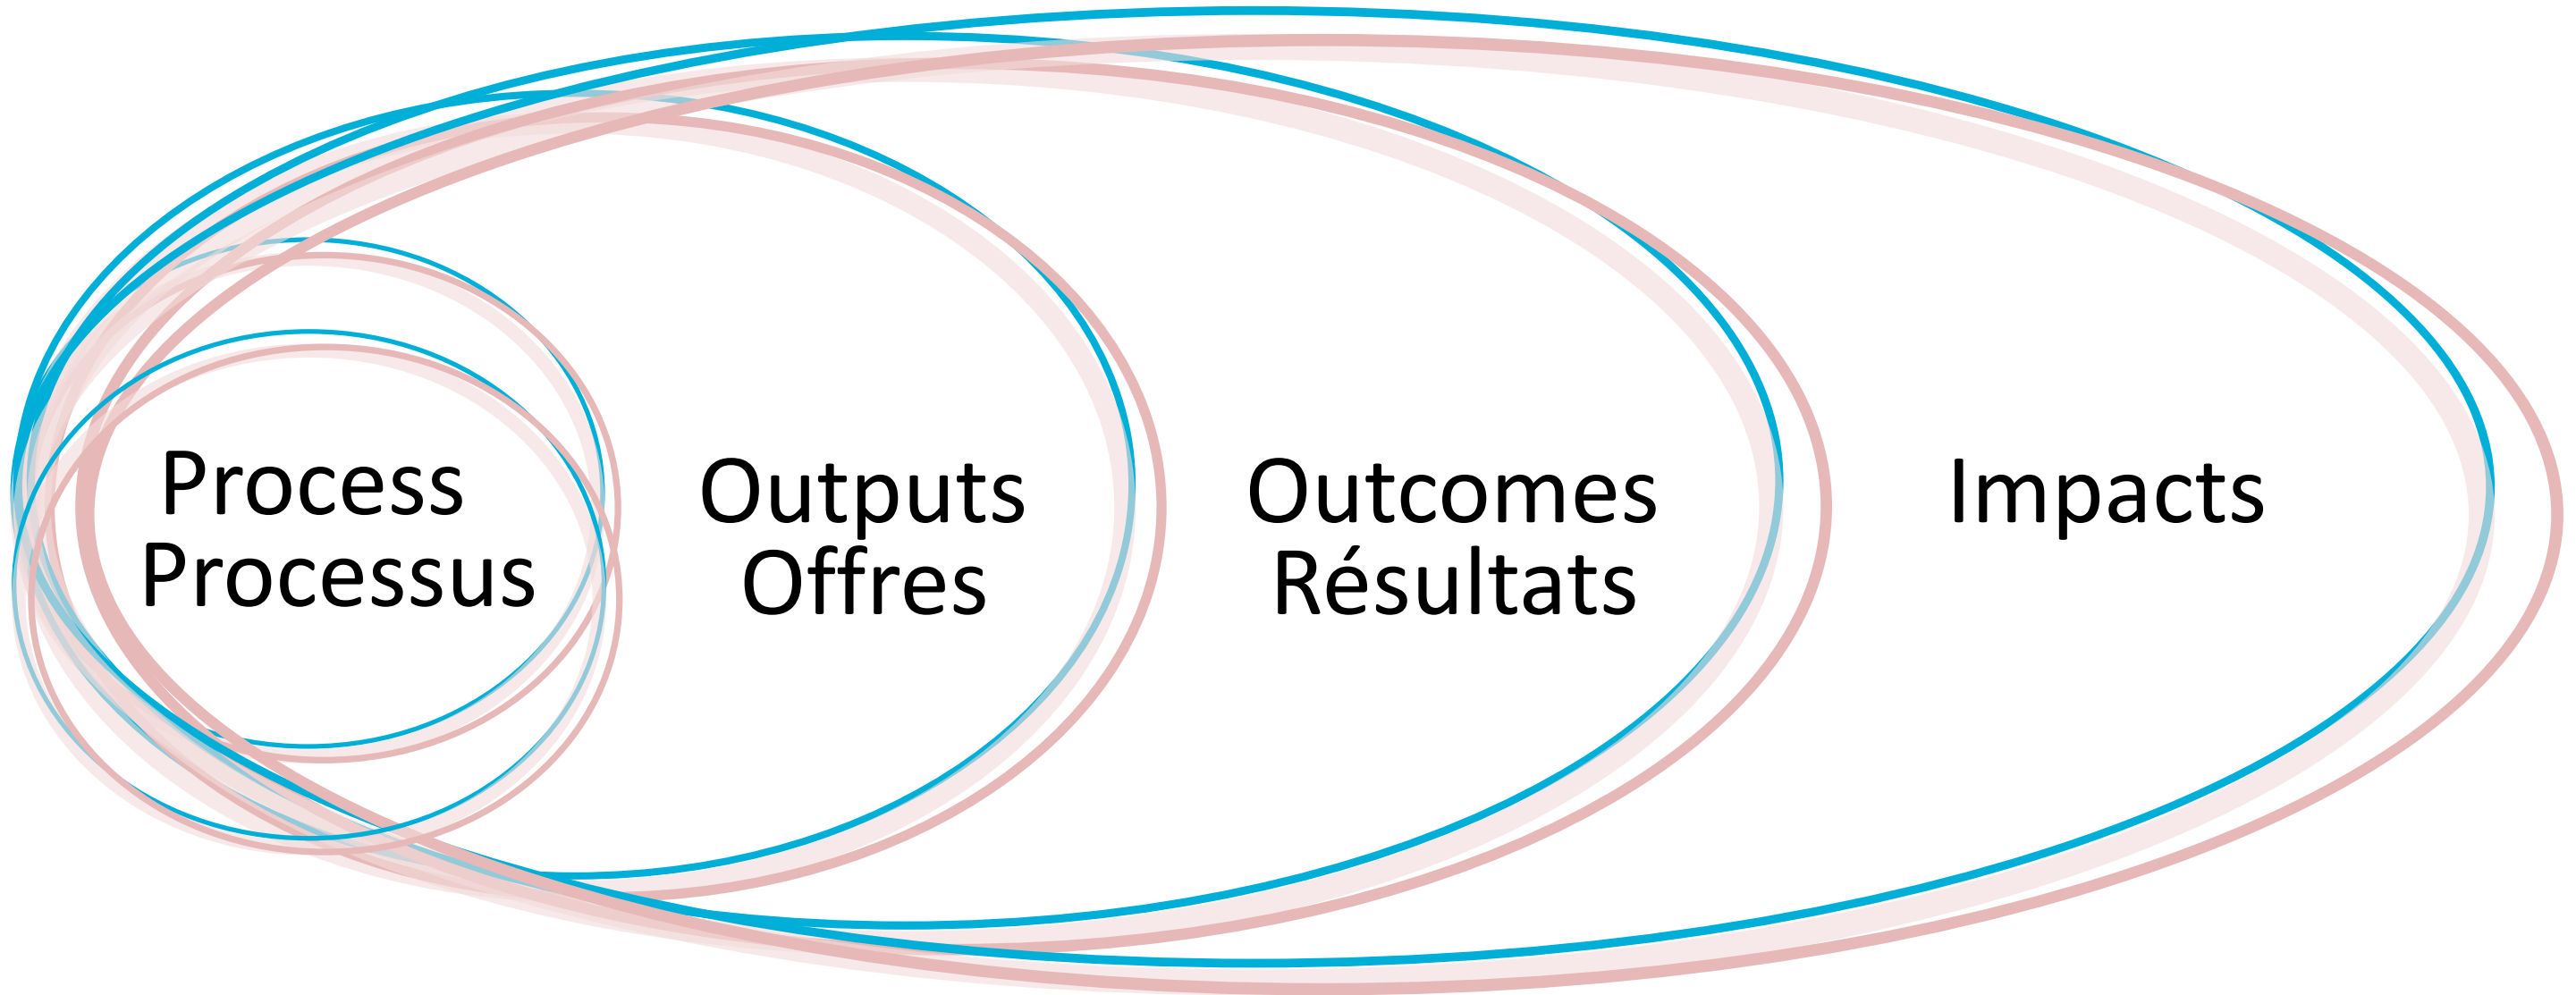 Process
Processus
Outputs
Offres
Outcomes
Résultats
Impacts